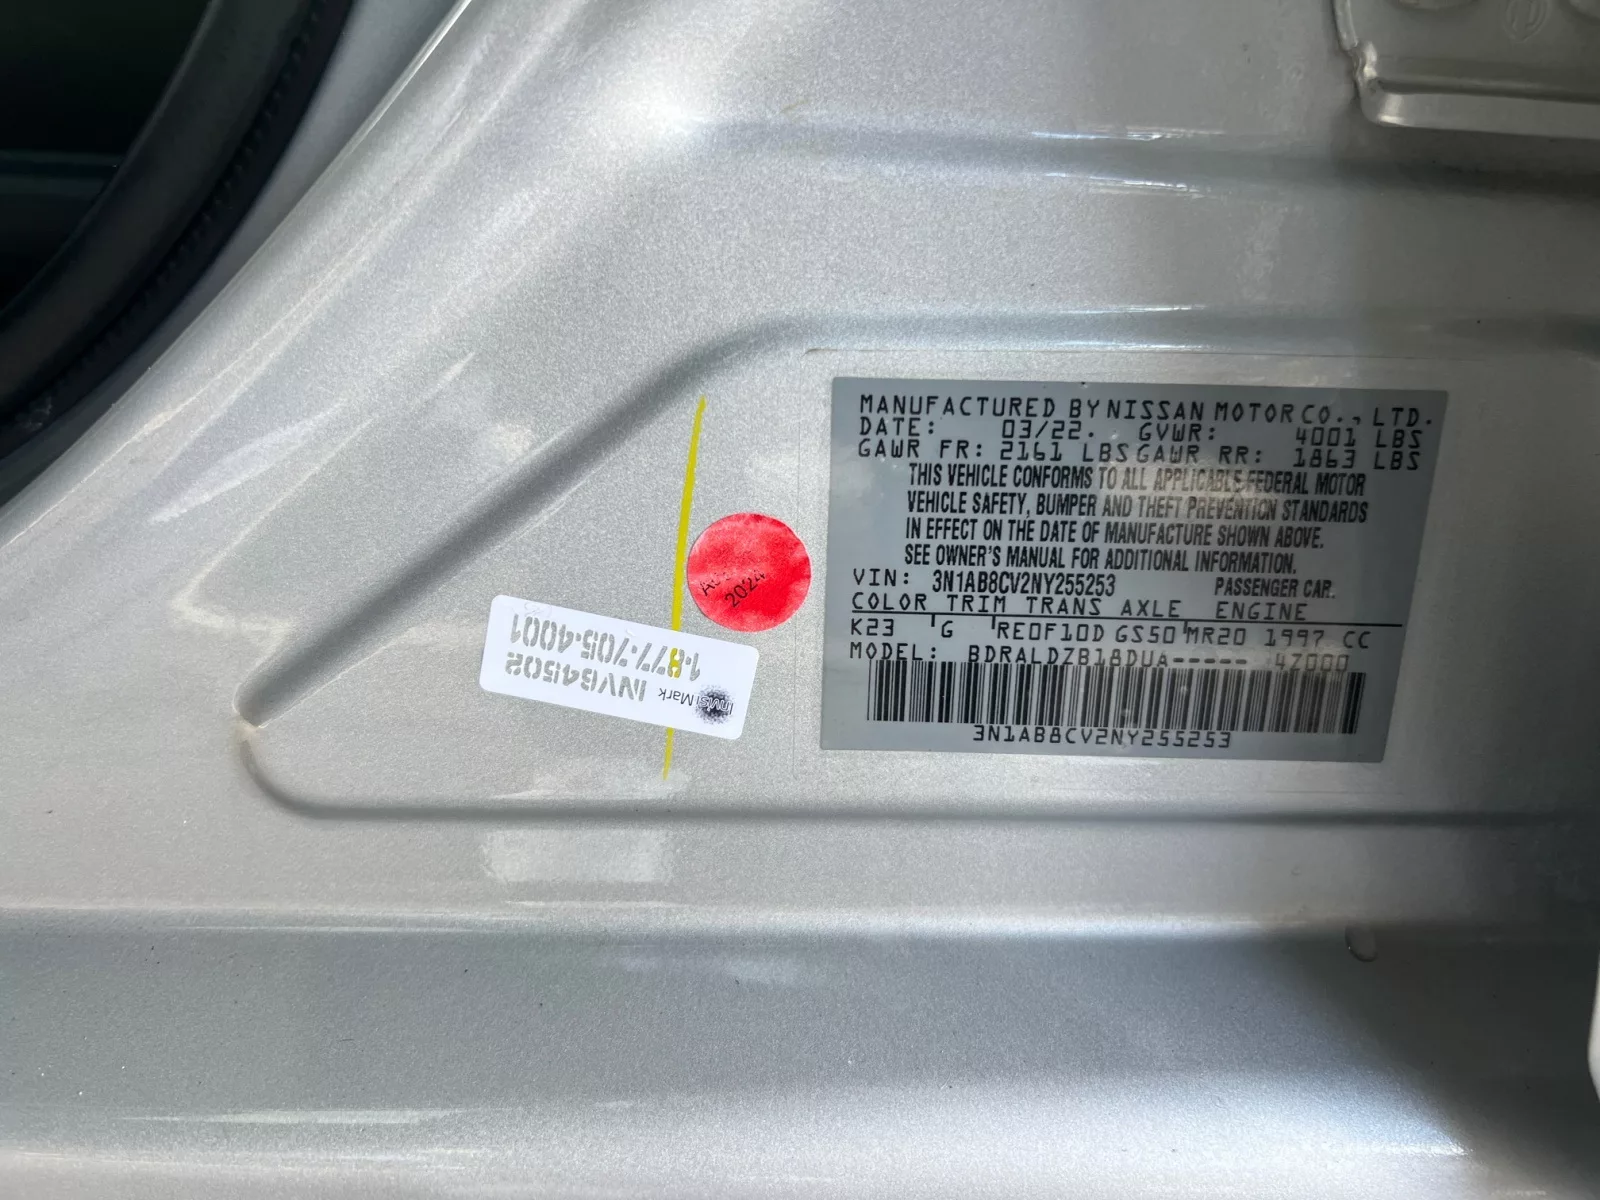 MANUFACTURED BY NISSAN MOTOR CO., LTD.
DATE: 03/22. GVWR: 4001 LBS
GAWR FR: 2161 LBS GAWR RR: 1863 LBS
THIS VEHICLE CONFORMS TO ALL APPLICABLE FEDERAL MOTOR
VEHICLE SAFETY, BUMPER AND THEFT PREVENTION STANDARDS
IN EFFECT ON THE DATE OF MANUFACTURE SHOWN ABOVE.
SEE OWNER'S MANUAL FOR ADDITIONAL INFORMATION.
VIN: 3N1AB8CV2NY255253 PASSENGER CAR.
COLOR TRIM TRANS AXLE ENGINE
K23 G RE0F10D GS50 MR20 1997 CC
MODEL: BDRALDZB18DUA----- 47000
3N1AB8CV2NY255253
2024
InvisiMark
INV64502
1-877-705-4001